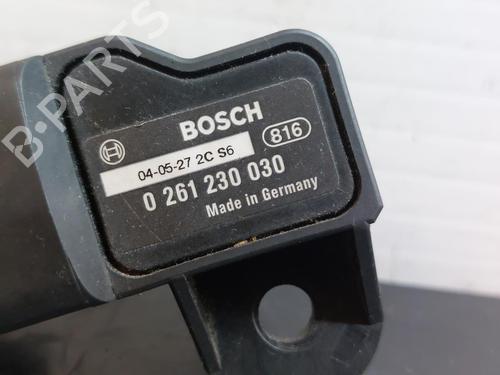 B-PARTS
BOSCH
04-05-27 2C S6
816
0 261 230 030
Made in Germany